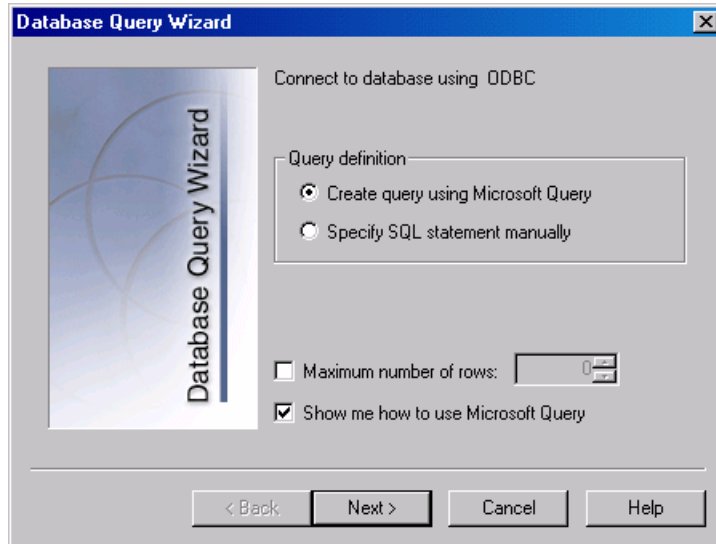 Database Query Wizard
Database Query Wizard
Connect to database using ODBC
Query definition
Create query using Microsoft Query
Specify SQL statement manually
Maximum number of rows: 0
Show me how to use Microsoft Query
< Back Next > Cancel Help